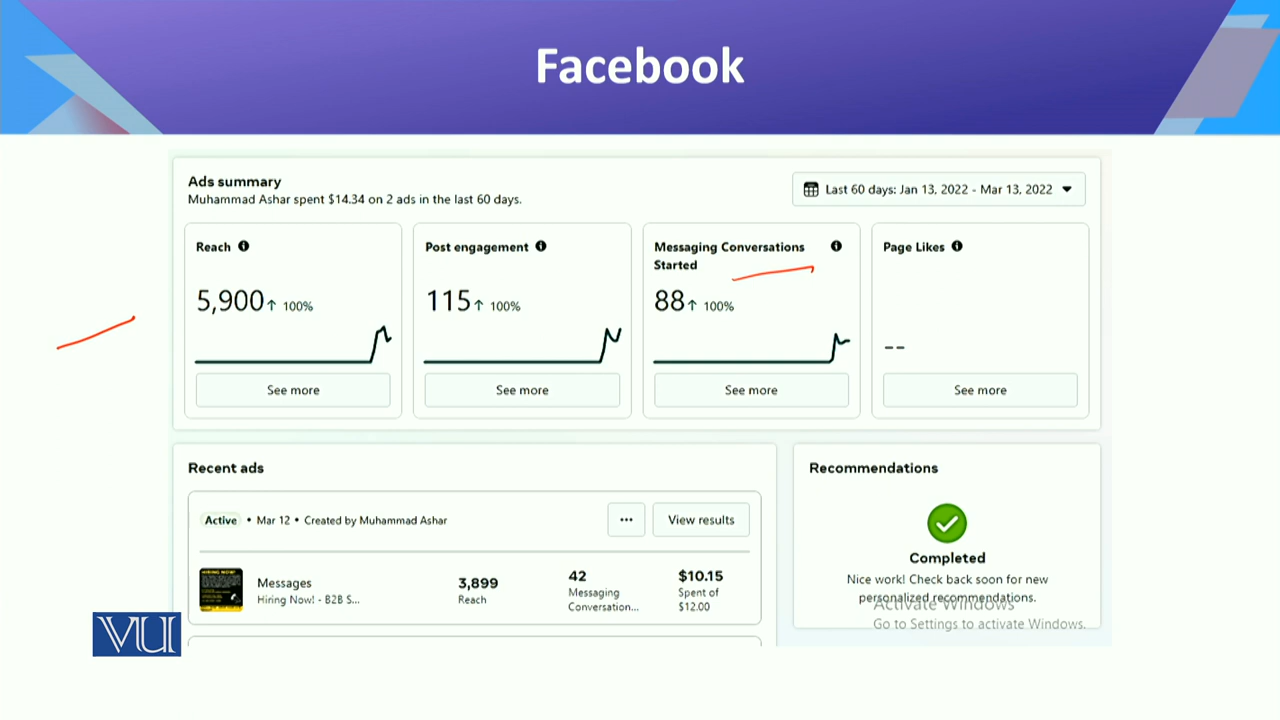 Facebook
Ads summary
Muhammad Ashar spent $14.34 on 2 ads in the last 60 days.
Last 60 days: Jan 13, 2022 - Mar 13, 2022
Reach
5,900↑ 100%
See more
Post engagement
115↑ 100%
See more
Messaging Conversations
Started
88↑ 100%
See more
Page Likes
--
See more
Recent ads
Active • Mar 12 • Created by Muhammad Ashar
...
View results
HIRING NOW!
Messages
Hiring Now! - B2B S...
3,899
Reach
42
Messaging
Conversation...
$10.15
Spent of
$12.00
Recommendations
Completed
Nice work! Check back soon for new
personalized recommendations.
Activate Windows
Go to Settings to activate Windows.
VU